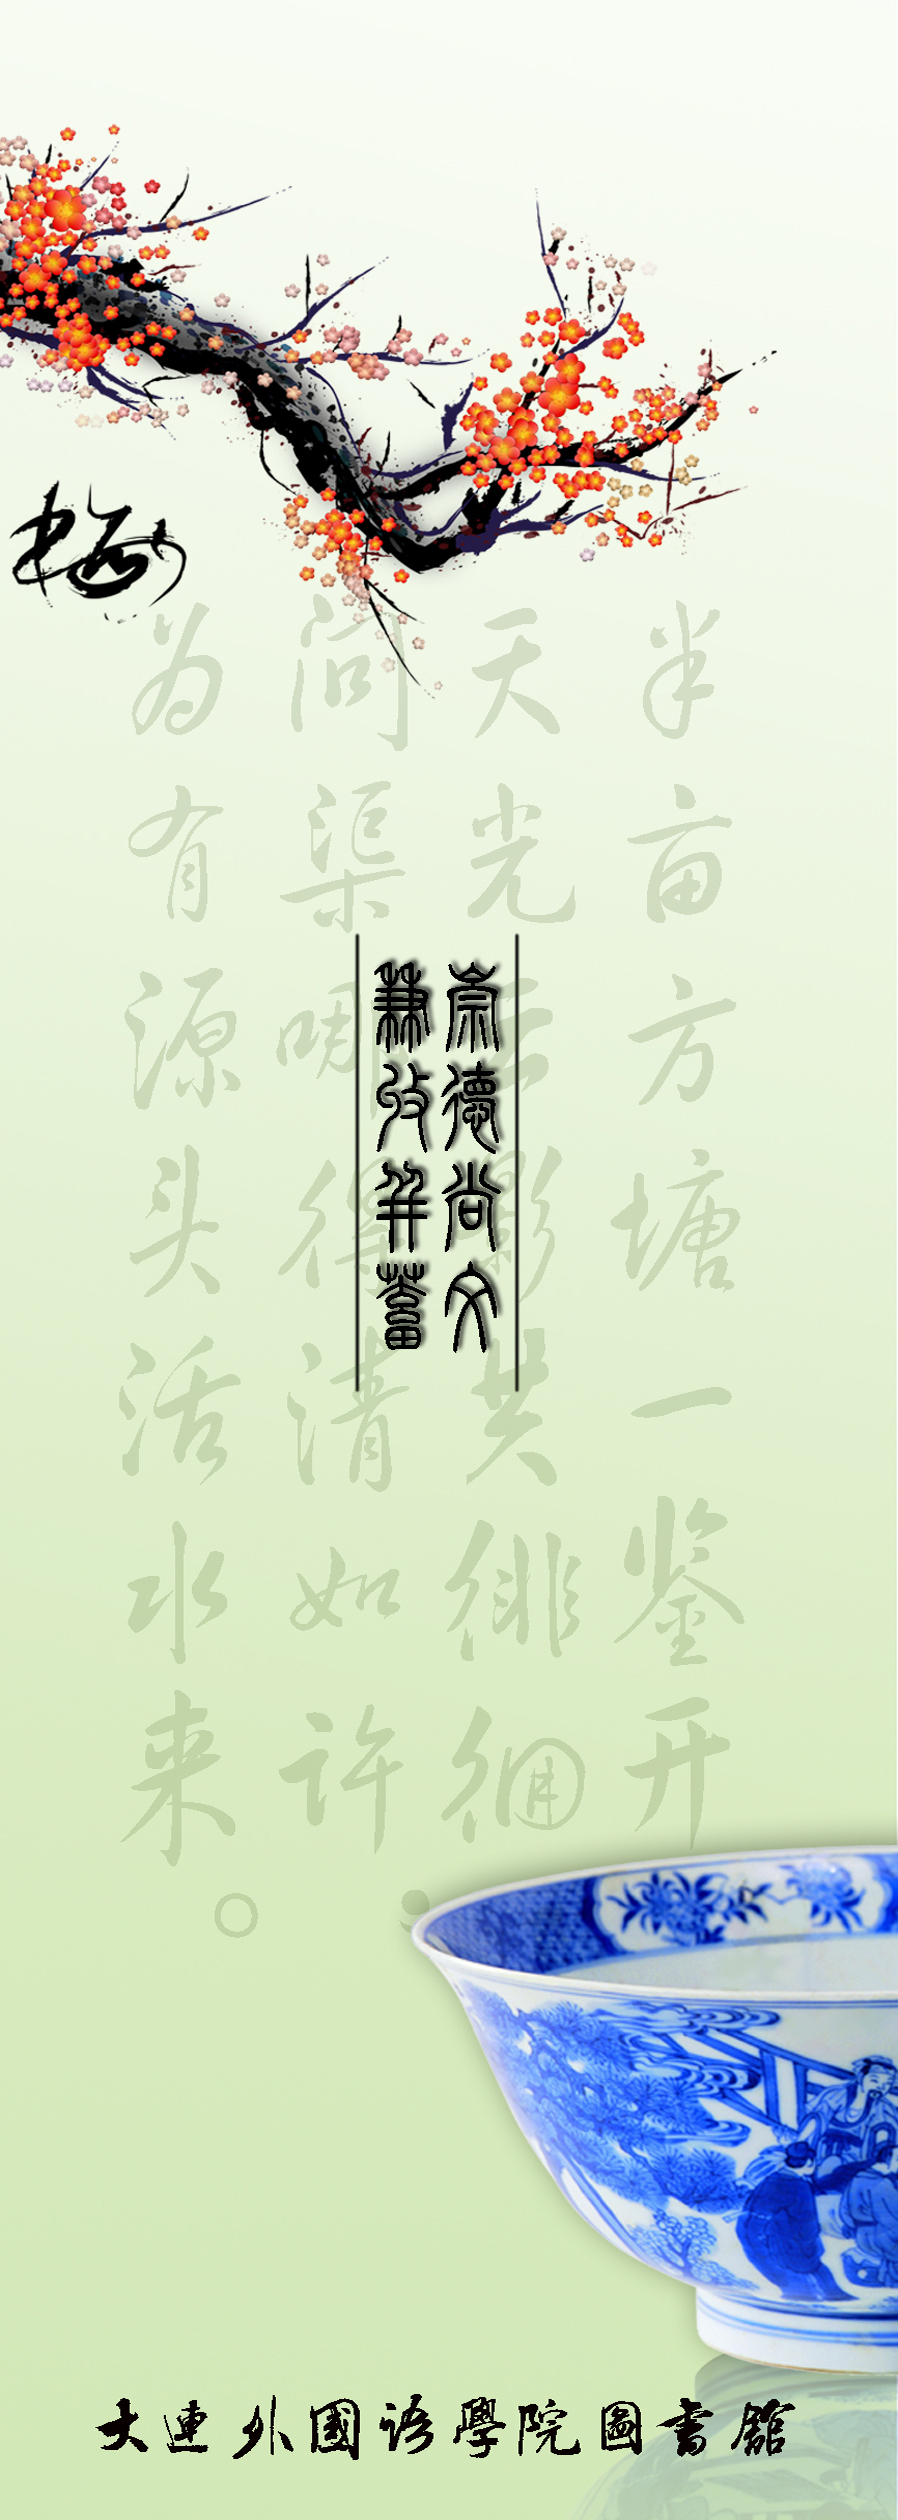 梅
半亩方塘一鉴开
天光云影共徘徊
问渠哪得清如许
为有源头活水来。
崇德尚文
兼收并蓄
大連外國语學院圖書館